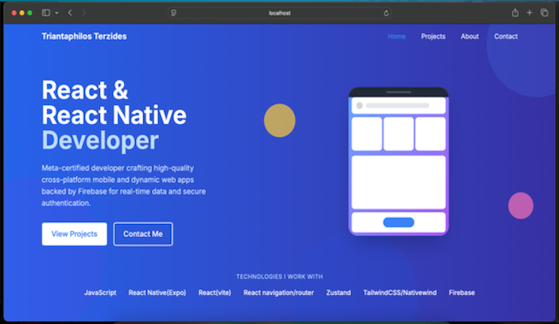 localhost
Triantaphilos Terzides
Home Projects About Contact
React &
React Native
Developer
Meta-certified developer crafting high-quality
cross-platform mobile and dynamic web apps
backed by Firebase for real-time data and secure
authentication.
View Projects Contact Me
TECHNOLOGIES I WORK WITH
JavaScript React Native(Expo) React(vite) React navigation/router Zustand TailwindCSS/Nativewind Firebase